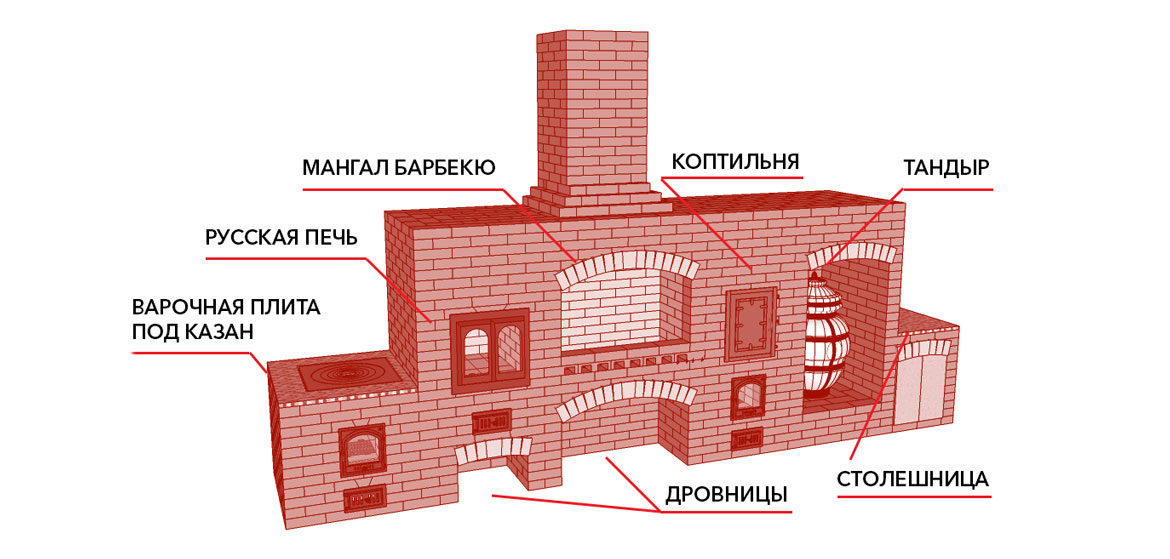 КОПТИЛЬНЯ
МАНГАЛ БАРБЕКЮ
ТАНДЫР
РУССКАЯ ПЕЧЬ
ВАРОЧНАЯ ПЛИТА
ПОД КАЗАН
СТОЛЕШНИЦА
ДРОВНИЦЫ